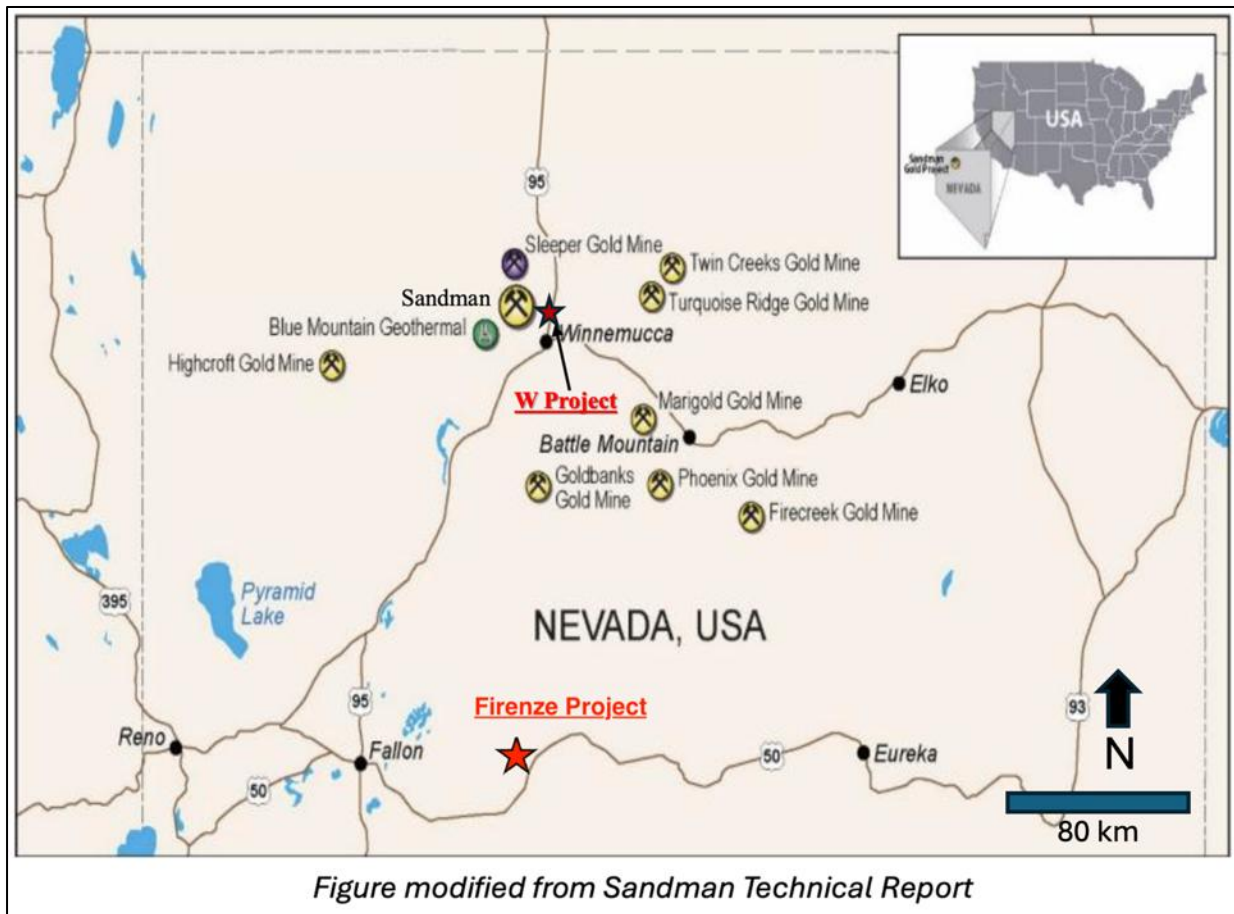 USA
Sandman
Gold Project
NEVADA
95
Sleeper Gold Mine
Twin Creeks Gold Mine
Sandman
Turquoise Ridge Gold Mine
Blue Mountain Geothermal
Winnemucca
Highcroft Gold Mine
W Project
Elko
Marigold Gold Mine
Battle Mountain
Goldbanks
Gold Mine
Phoenix Gold Mine
Firecreek Gold Mine
395
Pyramid
Lake
NEVADA, USA
95
Firenze Project
93
Reno
Fallon
50
Eureka
N
50
80 km
Figure modified from Sandman Technical Report